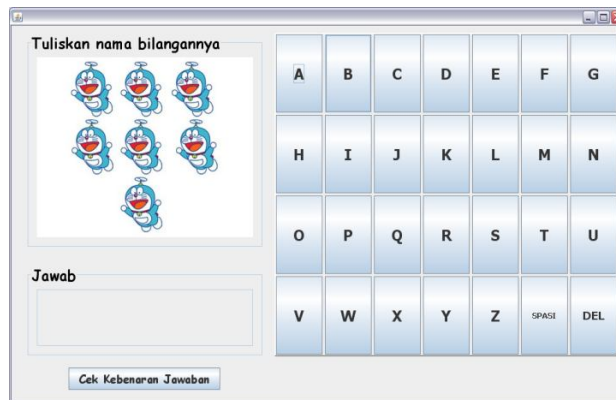 Tuliskan nama bilangannya
A B C D E F G
H I J K L M N
O P Q R S T U
V W X Y Z SPASI DEL
Jawab
Cek Kebenaran Jawaban